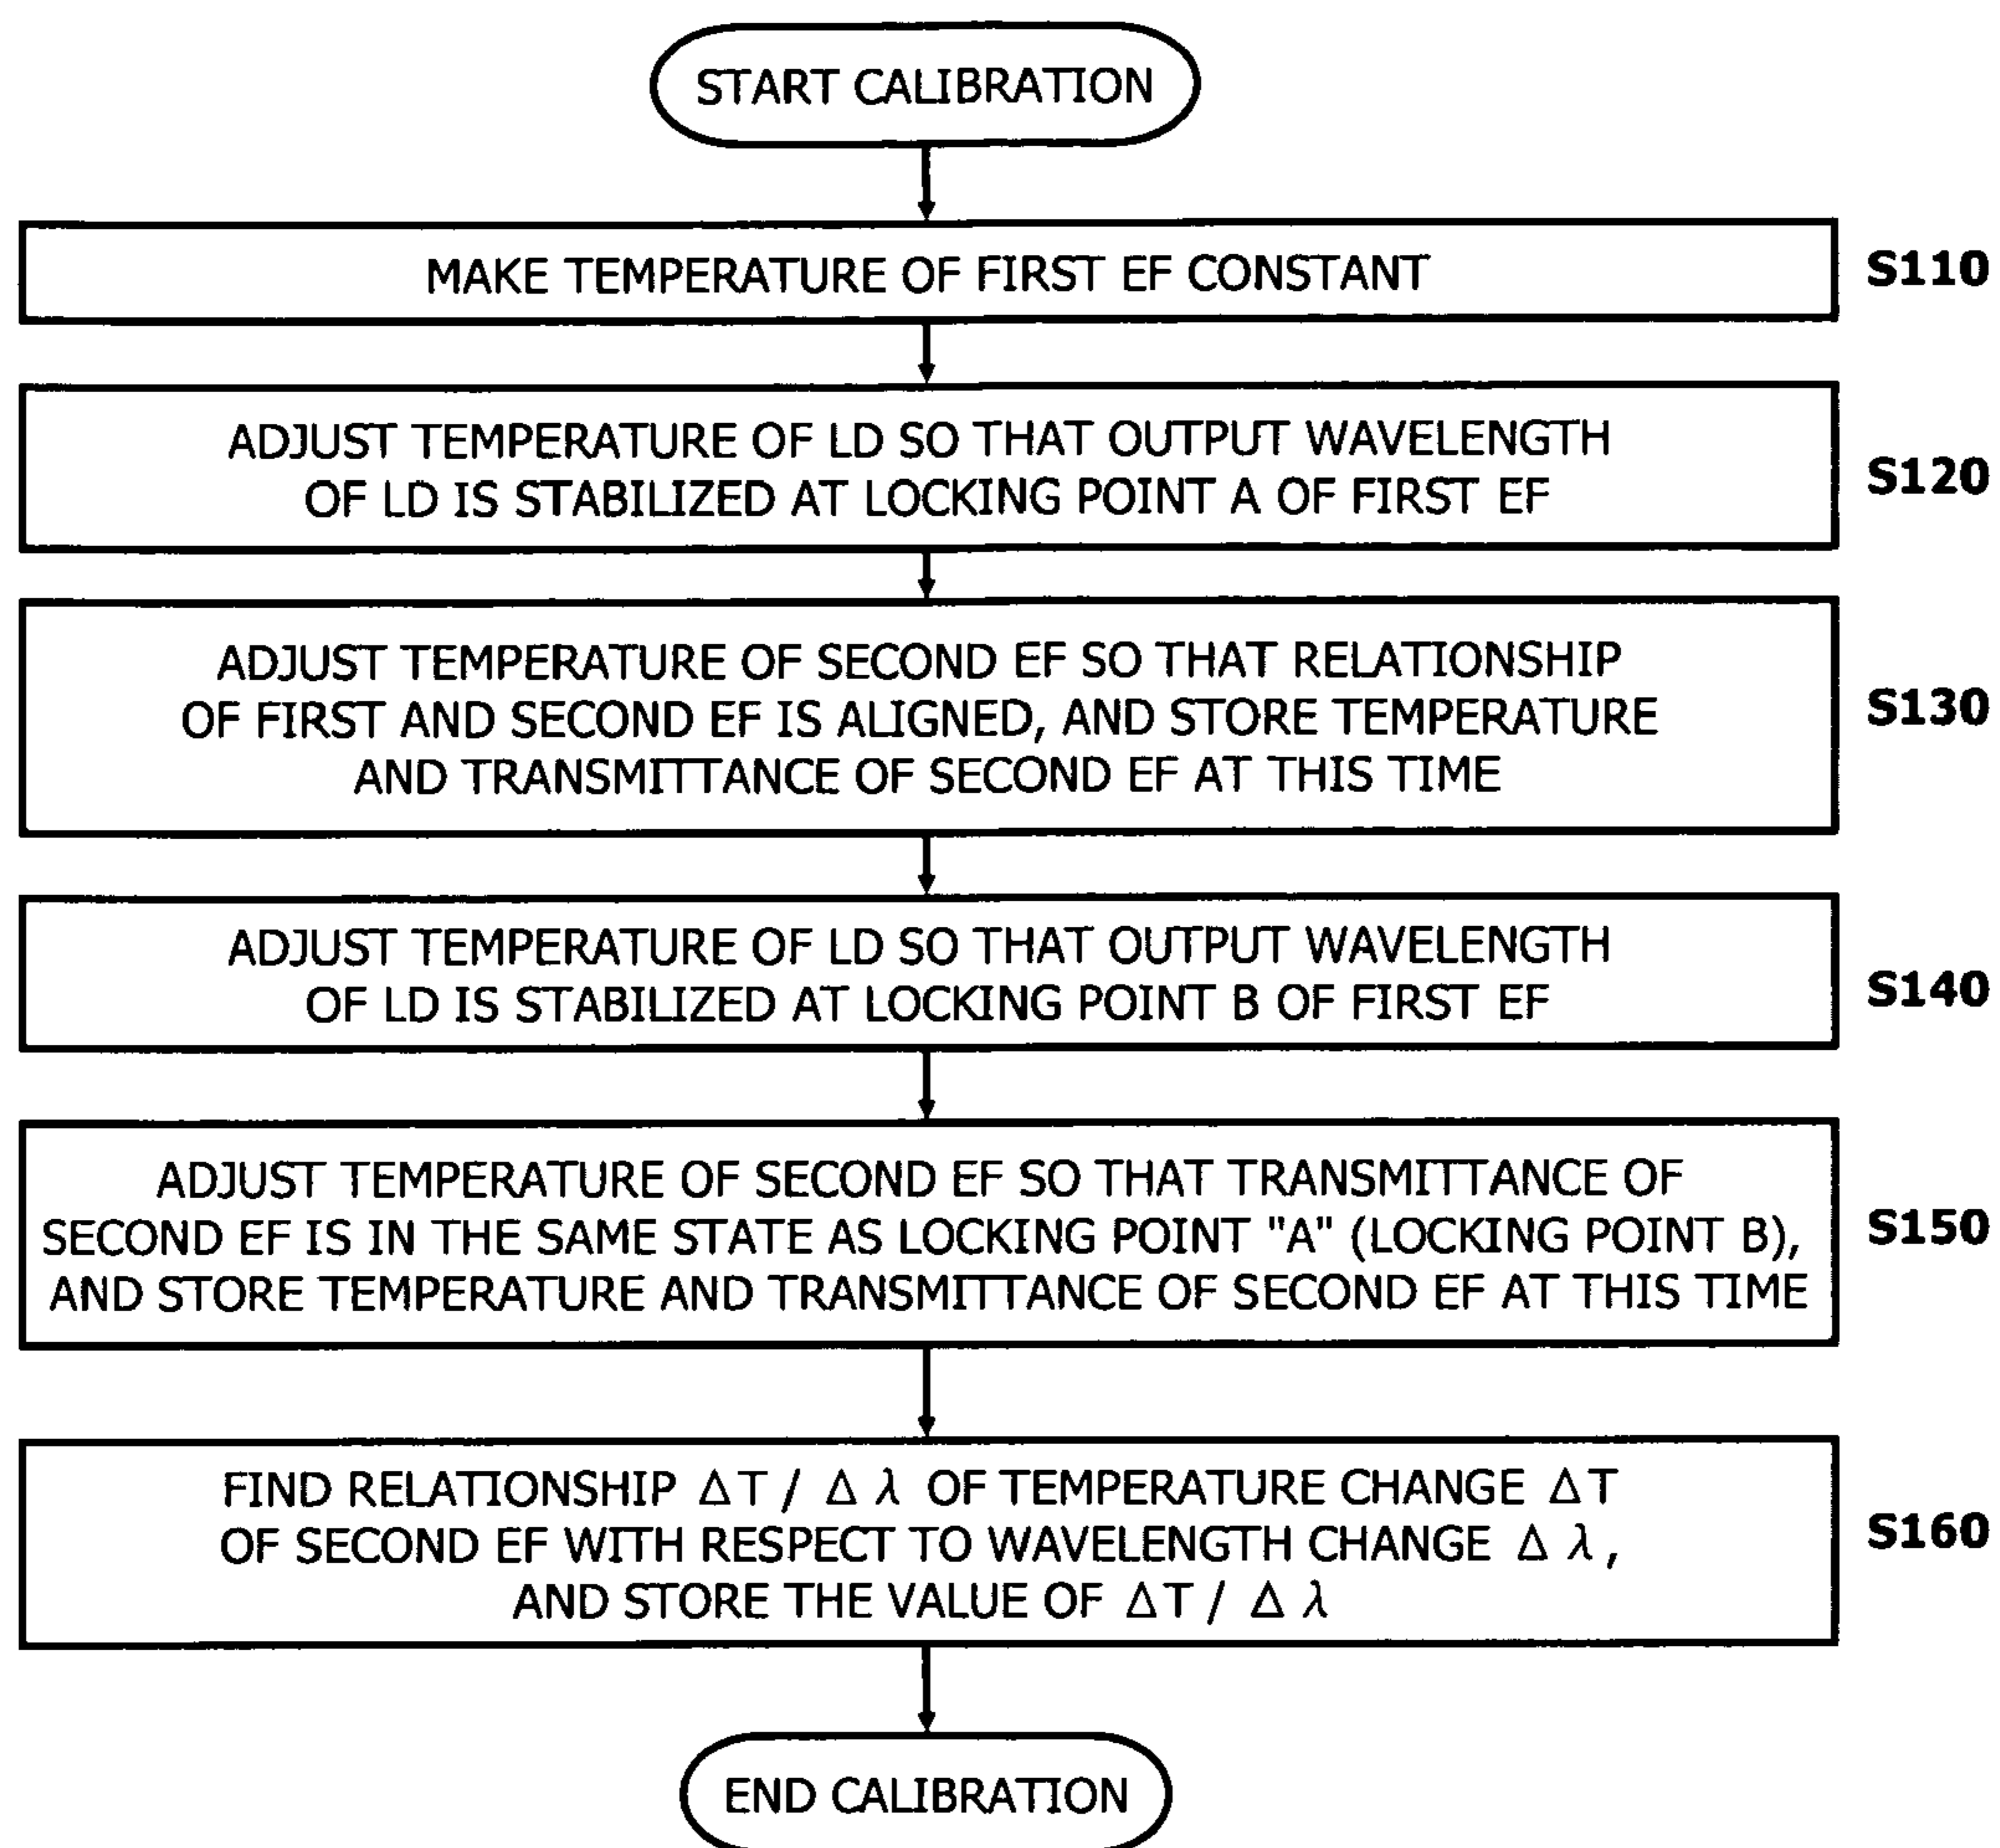 START CALIBRATION
MAKE TEMPERATURE OF FIRST EF CONSTANT
S110
ADJUST TEMPERATURE OF LD SO THAT OUTPUT WAVELENGTH
OF LD IS STABILIZED AT LOCKING POINT A OF FIRST EF
S120
ADJUST TEMPERATURE OF SECOND EF SO THAT RELATIONSHIP
OF FIRST AND SECOND EF IS ALIGNED, AND STORE TEMPERATURE
AND TRANSMITTANCE OF SECOND EF AT THIS TIME
S130
ADJUST TEMPERATURE OF LD SO THAT OUTPUT WAVELENGTH
OF LD IS STABILIZED AT LOCKING POINT B OF FIRST EF
S140
ADJUST TEMPERATURE OF SECOND EF SO THAT TRANSMITTANCE OF
SECOND EF IS IN THE SAME STATE AS LOCKING POINT "A" (LOCKING POINT B),
AND STORE TEMPERATURE AND TRANSMITTANCE OF SECOND EF AT THIS TIME
S150
FIND RELATIONSHIP ΔT / Δ λ OF TEMPERATURE CHANGE ΔT
OF SECOND EF WITH RESPECT TO WAVELENGTH CHANGE Δ λ,
AND STORE THE VALUE OF ΔT / Δ λ
S160
END CALIBRATION